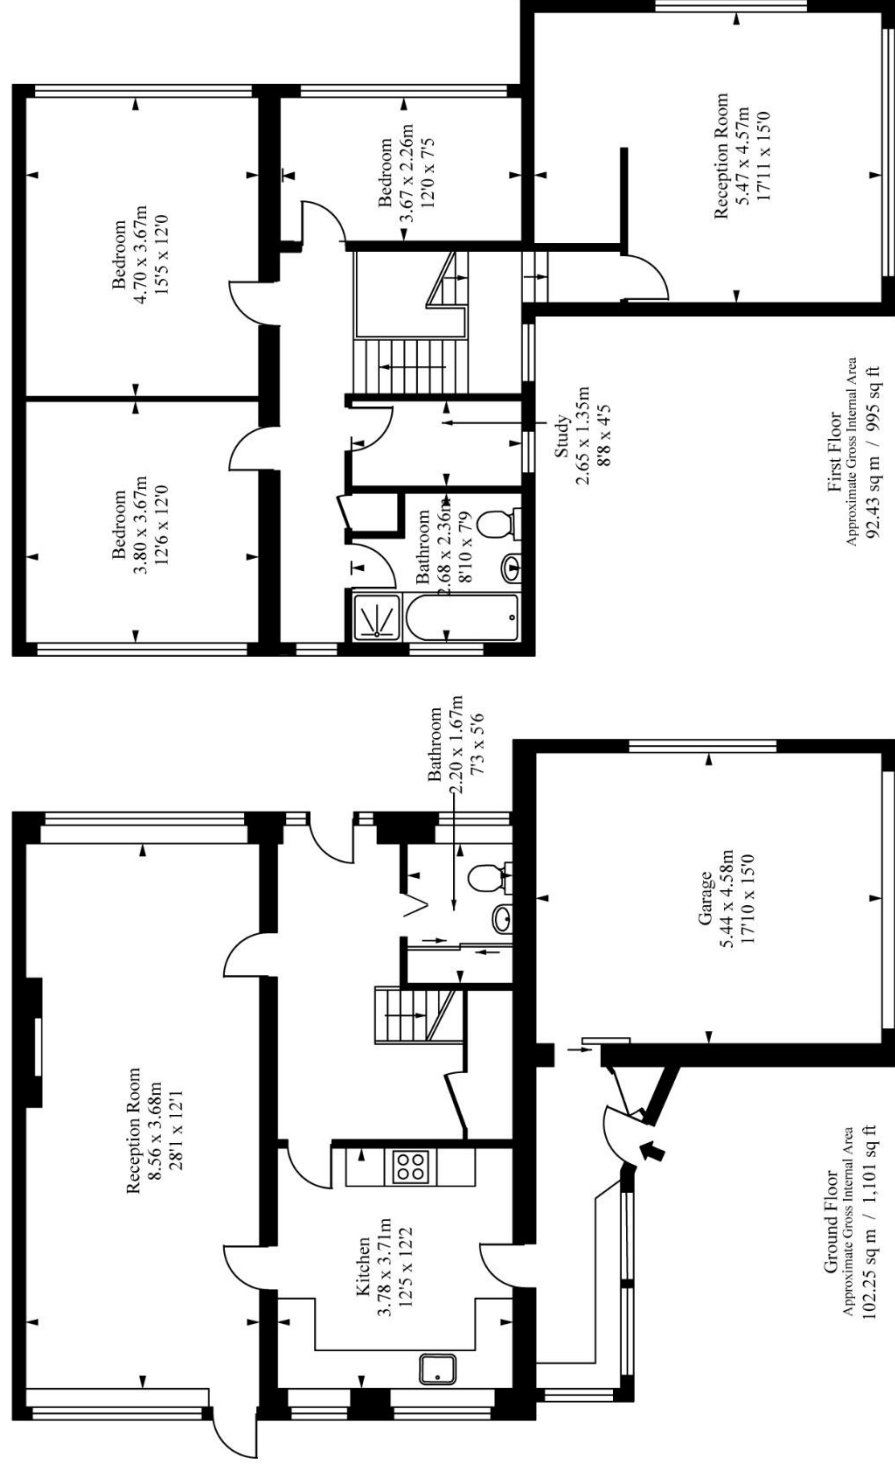 Reception Room
8.56 x 3.68m
28'1 x 12'1
Kitchen
3.78 x 3.71m
12'5 x 12'2
Bathroom
2.20 x 1.67m
7'3 x 5'6
Garage
5.44 x 4.58m
17'10 x 15'0
Ground Floor
Approximate Gross Internal Area
102.25 sq m / 1,101 sq ft
Bedroom
3.80 x 3.67m
12'6 x 12'0
Bedroom
4.70 x 3.67m
15'5 x 12'0
Bedroom
3.67 x 2.26m
12'0 x 7'5
Bathroom
2.68 x 2.36m
8'10 x 7'9
Study
2.65 x 1.35m
8'8 x 4'5
Reception Room
5.47 x 4.57m
17'11 x 15'0
First Floor
Approximate Gross Internal Area
92.43 sq m / 995 sq ft